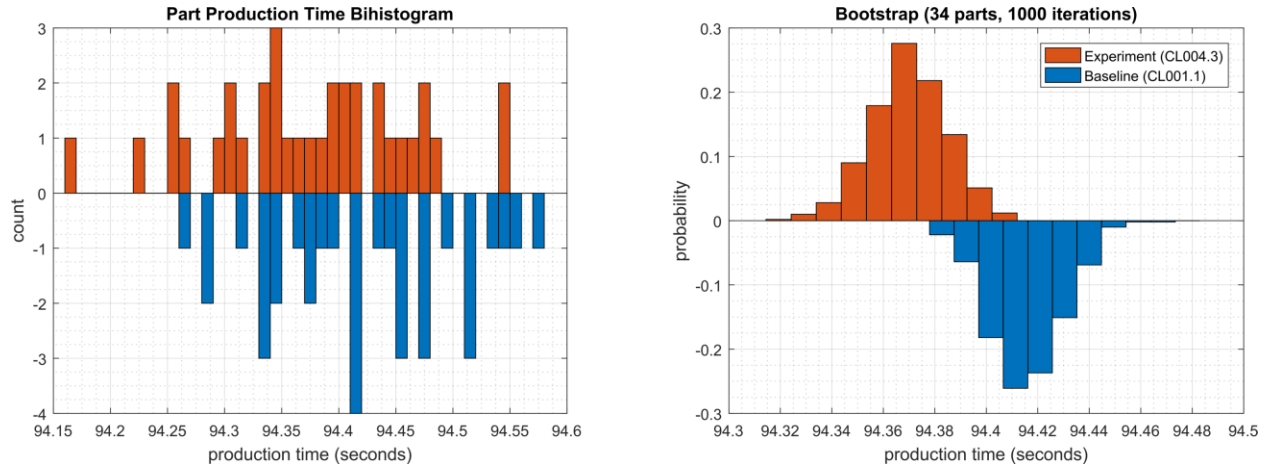 Part Production Time Bihistogram
3
2
1
0
-1
-2
-3
-4
count
94.15 94.2 94.25 94.3 94.35 94.4 94.45 94.5 94.55 94.6
production time (seconds)
Bootstrap (34 parts, 1000 iterations)
Experiment (CL004.3)
Baseline (CL001.1)
0.3
0.2
0.1
0
-0.1
-0.2
-0.3
probability
94.3 94.32 94.34 94.36 94.38 94.4 94.42 94.44 94.46 94.48 94.5
production time (seconds)